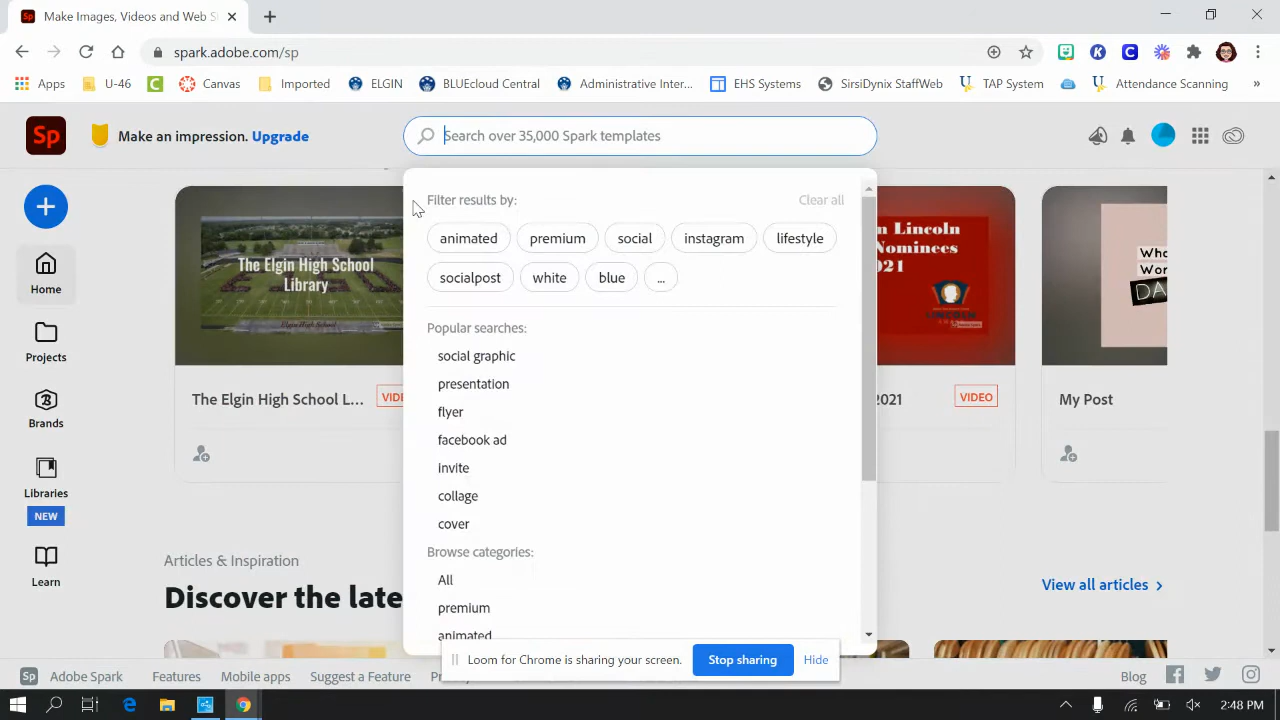 Sp Make Images, Videos and Web S
spark.adobe.com/sp
Apps U-46 Canvas Imported ELGIN BLUEcloud Central Administrative Inter... EHS Systems SirsiDynix StaffWeb TAP System Attendance Scanning »
Sp Make an impression. Upgrade Search over 35,000 Spark templates
Home
Projects
Brands
Libraries
NEW
Learn
The Elgin High School
Library
Elgin High School
The Elgin High School L...
Filter results by: Clear all
animated premium social instagram lifestyle
socialpost white blue ...
Popular searches:
social graphic
presentation
flyer
facebook ad
invite
collage
cover
Browse categories:
All
premium
animated
Lincoln
Nominees
2021 VIDEO
LINCOLN
My Post
Articles & Inspiration
Discover the late
View all articles
Loom for Chrome is sharing your screen. Stop sharing Hide
Sp Adobe Spark Features Mobile apps Suggest a Feature Blog
2:48 PM